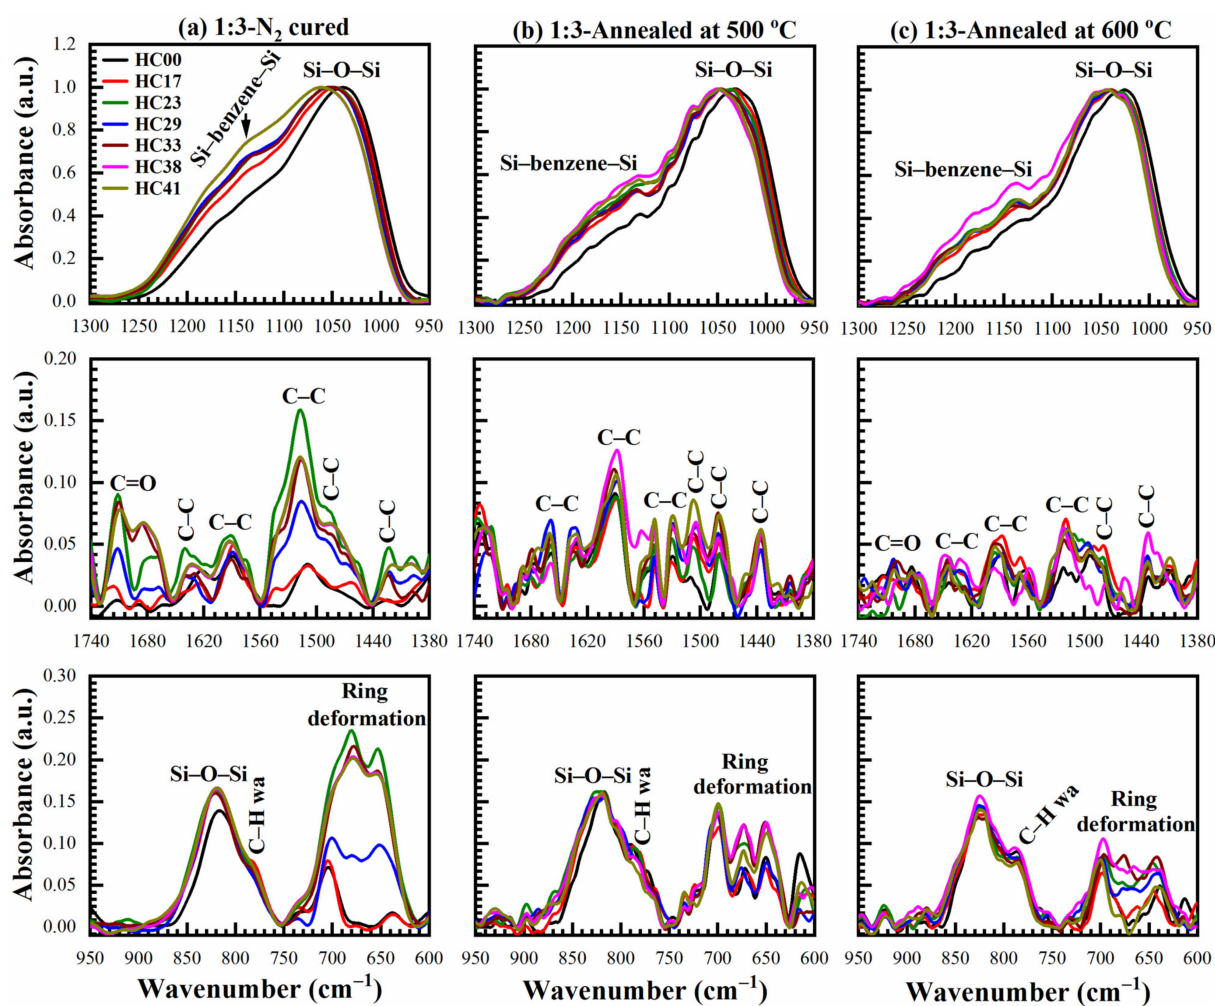 (a) 1:3-N2 cured
(b) 1:3-Annealed at 500 ºC
(c) 1:3-Annealed at 600 ºC
Absorbance (a.u.)
1.2
1.0
0.8
0.6
0.4
0.2
0.0
HC00
HC17
HC23
HC29
HC33
HC38
HC41
Si–benzene–Si
Si–O–Si
1300 1250 1200 1150 1100 1050 1000 950
Si–O–Si
Si–benzene–Si
1300 1250 1200 1150 1100 1050 1000 950
Si–O–Si
Si–benzene–Si
1300 1250 1200 1150 1100 1050 1000 950
Absorbance (a.u.)
0.20
0.15
0.10
0.05
0.00
C=O
C–C
C–C
C–C
C–C
C–C
1740 1680 1620 1560 1500 1440 1380
C–C
C–C
C–C
C–C
C–C
C–C
1740 1680 1620 1560 1500 1440 1380
C=O
C–C
C–C
C–C
C–C
C–C
1740 1680 1620 1560 1500 1440 1380
Absorbance (a.u.)
0.30
0.25
0.20
0.15
0.10
0.05
0.00
Si–O–Si
C–H wa
Ring
deformation
950 900 850 800 750 700 650 600
Wavenumber (cm–1)
Si–O–Si
C–H wa
Ring
deformation
950 900 850 800 750 700 650 600
Wavenumber (cm–1)
Si–O–Si
C–H wa
Ring
deformation
950 900 850 800 750 700 650 600
Wavenumber (cm–1)